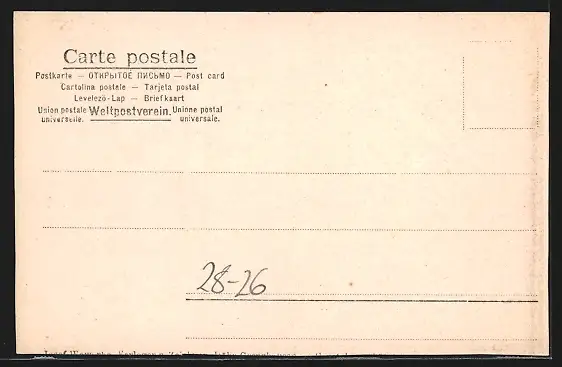 Carte postale
Postkarte — ОТКРЫТОЕ ПИСЬМО — Post card
Cartolina postale — Tarjeta postal
Levelező-Lap — Briefkaart
Union postale universelle. Weltpostverein. Unione postal universale.
28-26